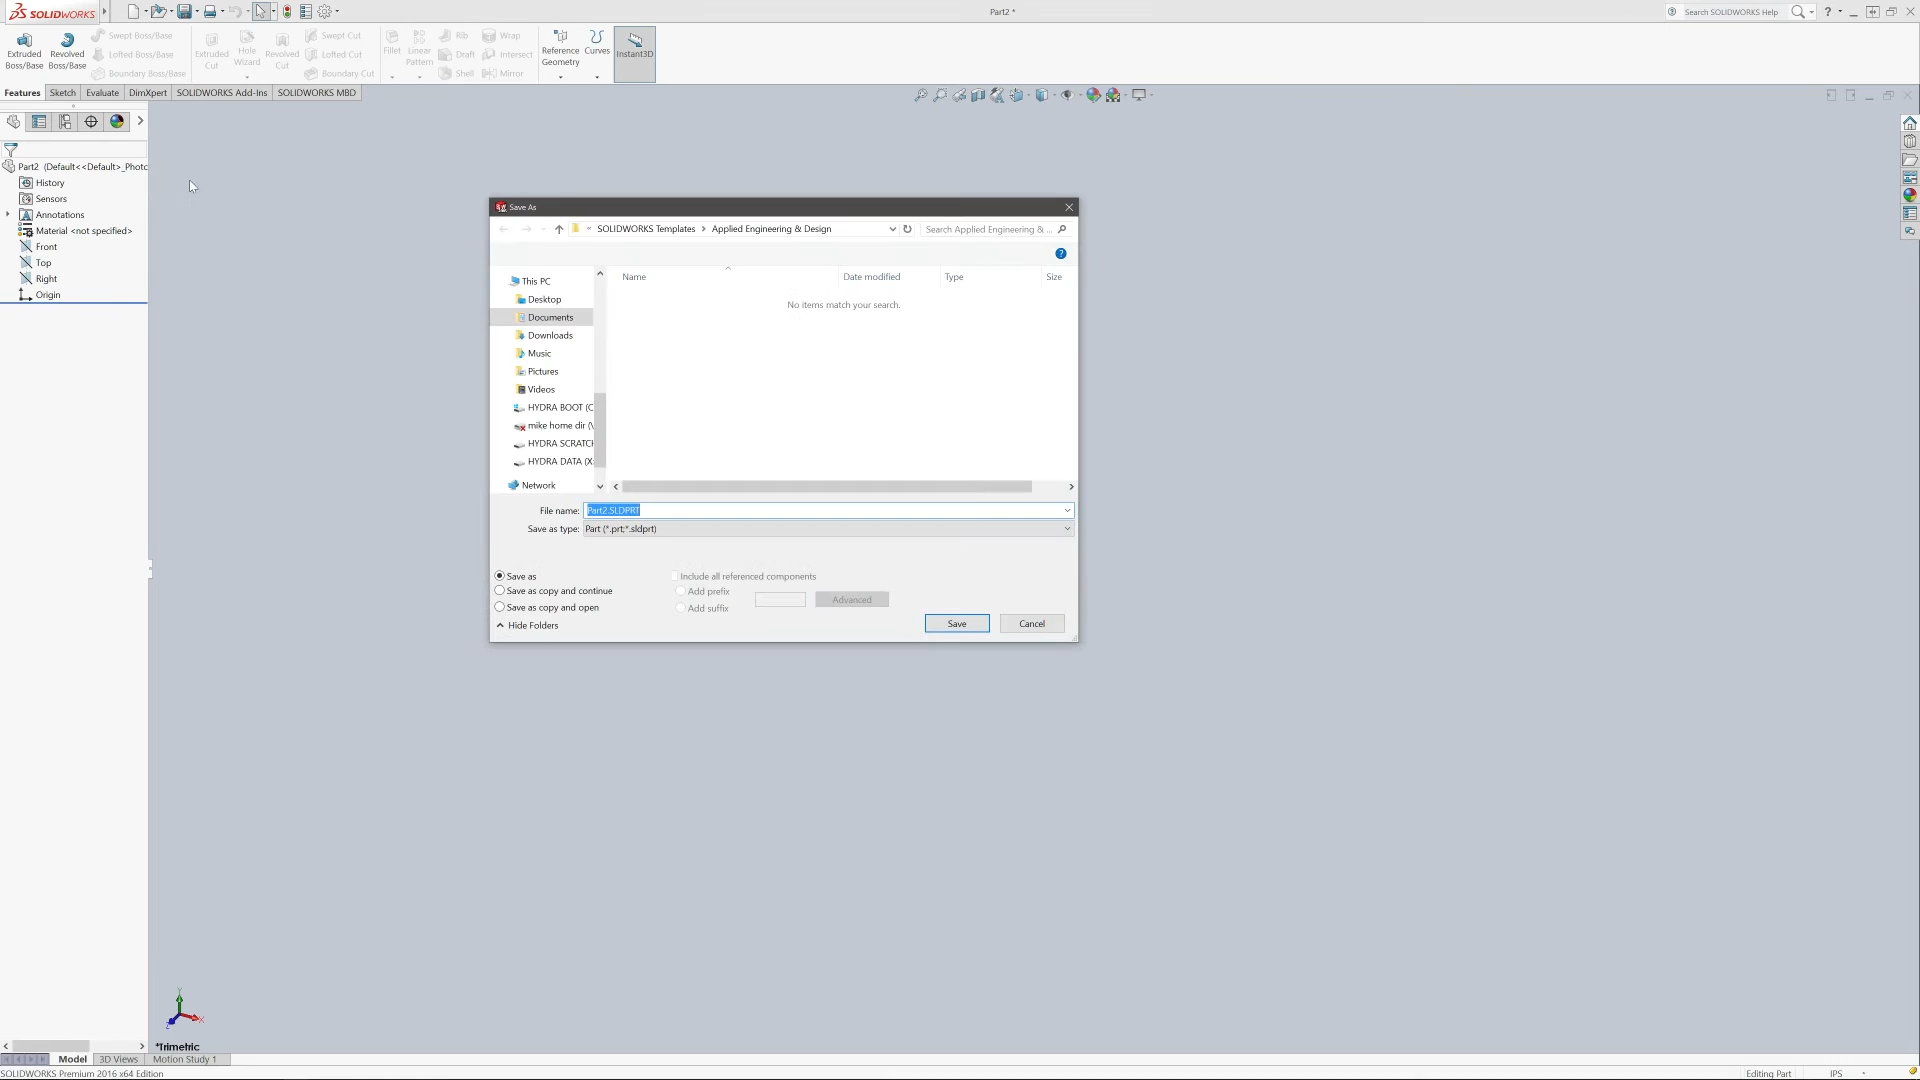 SOLIDWORKS
Part2 *
Search SOLIDWORKS Help
Extruded Boss/Base
Revolved Boss/Base
Swept Boss/Base
Lofted Boss/Base
Boundary Boss/Base
Extruded Cut
Hole Wizard
Revolved Cut
Swept Cut
Lofted Cut
Boundary Cut
Fillet
Linear Pattern
Rib
Draft
Shell
Wrap
Intersect
Mirror
Reference Geometry
Curves
Instant3D
Features
Sketch
Evaluate
DimXpert
SOLIDWORKS Add-Ins
SOLIDWORKS MBD
Part2 (Default<<Default>_Photo
History
Sensors
Annotations
Material <not specified>
Front
Top
Right
Origin
Save As
« SOLIDWORKS Templates > Applied Engineering & Design
Search Applied Engineering & ...
This PC
Desktop
Documents
Downloads
Music
Pictures
Videos
HYDRA BOOT (C
mike home dir (\
HYDRA SCRATCH
HYDRA DATA (X:
Network
Name
Date modified
Type
Size
No items match your search.
File name: Part2.SLDPRT
Save as type: Part (*.prt;*.sldprt)
Save as
Save as copy and continue
Save as copy and open
Include all referenced components
Add prefix
Add suffix
Advanced
Hide Folders
Save
Cancel
Y
X
Z
*Trimetric
Model
3D Views
Motion Study 1
SOLIDWORKS Premium 2016 x64 Edition
Editing Part
IPS